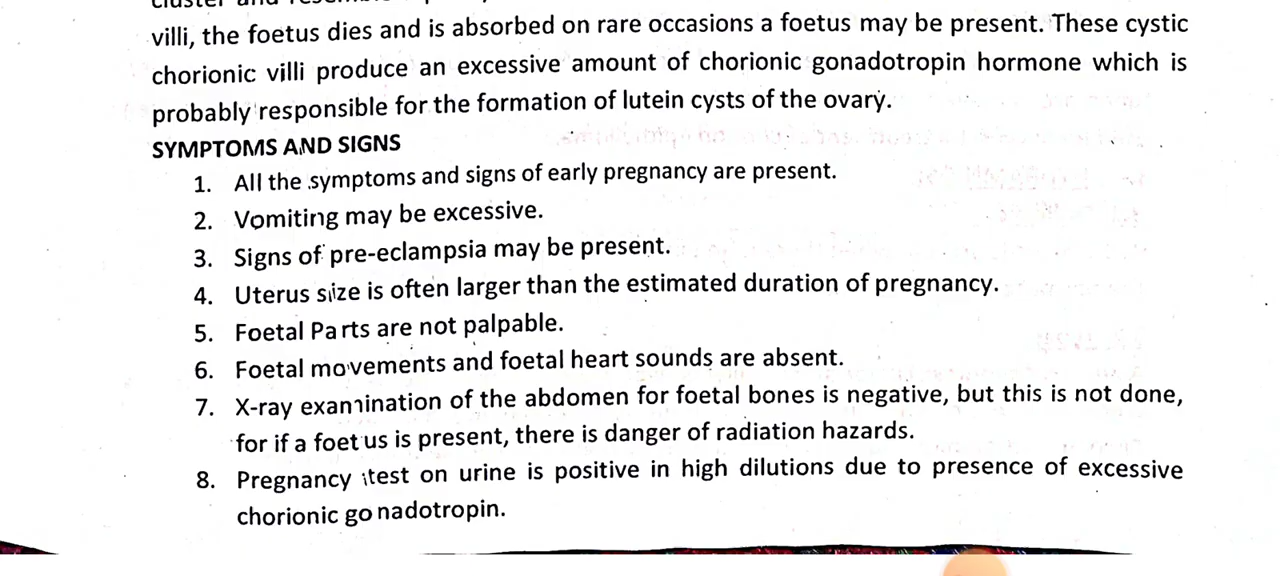 villi, the foetus dies and is absorbed on rare occasions a foetus may be present. These cystic
chorionic villi produce an excessive amount of chorionic gonadotropin hormone which is
probably responsible for the formation of lutein cysts of the ovary.
SYMPTOMS AND SIGNS
1. All the symptoms and signs of early pregnancy are present.
2. Vomiting may be excessive.
3. Signs of pre-eclampsia may be present.
4. Uterus size is often larger than the estimated duration of pregnancy.
5. Foetal Parts are not palpable.
6. Foetal movements and foetal heart sounds are absent.
7. X-ray examination of the abdomen for foetal bones is negative, but this is not done,
for if a foetus is present, there is danger of radiation hazards.
8. Pregnancy test on urine is positive in high dilutions due to presence of excessive
chorionic gonadotropin.